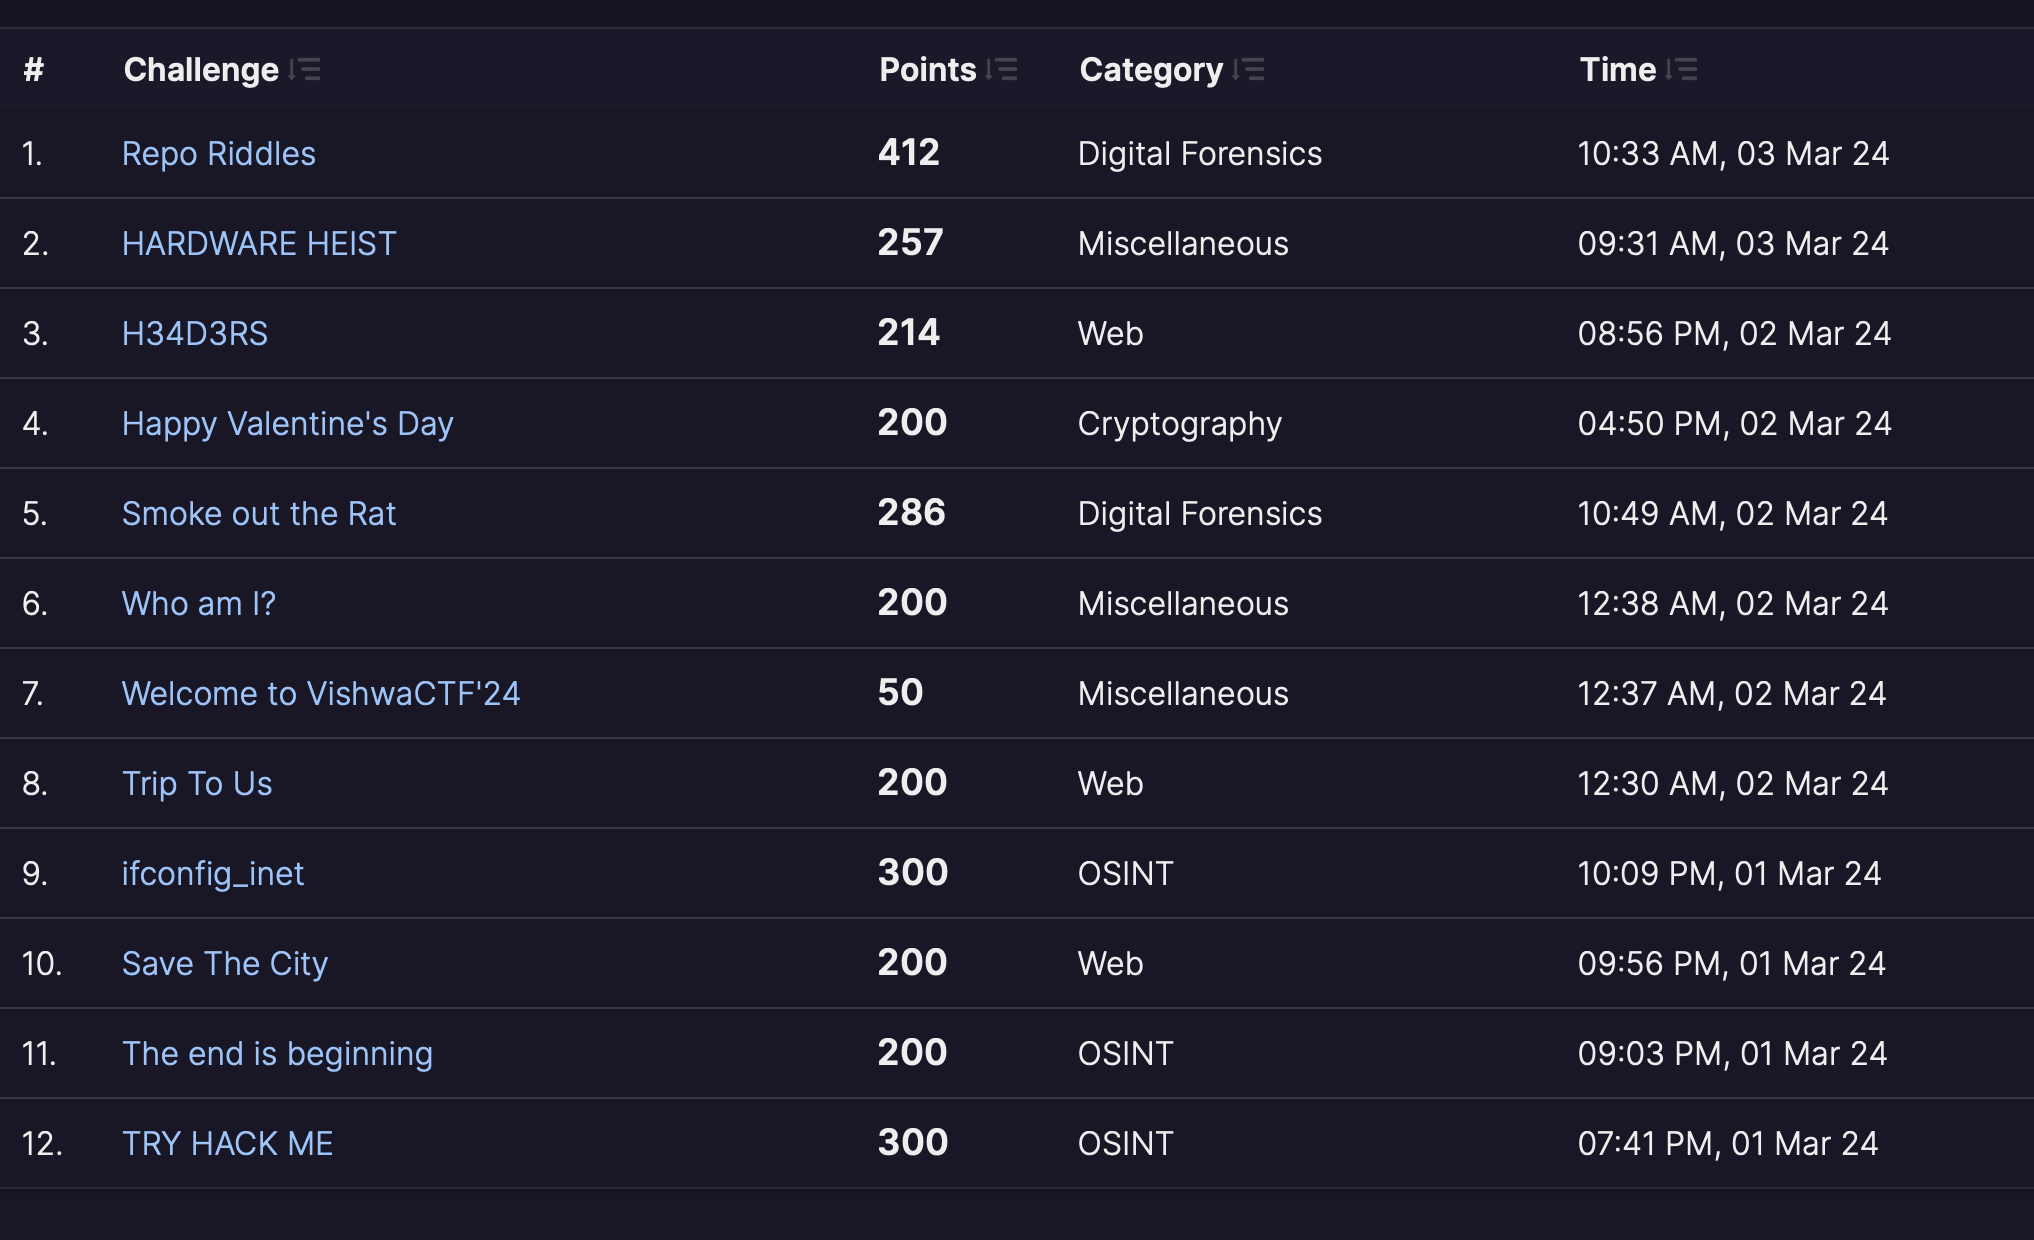 # Challenge Points Category Time
1. Repo Riddles 412 Digital Forensics 10:33 AM, 03 Mar 24
2. HARDWARE HEIST 257 Miscellaneous 09:31 AM, 03 Mar 24
3. H34D3RS 214 Web 08:56 PM, 02 Mar 24
4. Happy Valentine's Day 200 Cryptography 04:50 PM, 02 Mar 24
5. Smoke out the Rat 286 Digital Forensics 10:49 AM, 02 Mar 24
6. Who am I? 200 Miscellaneous 12:38 AM, 02 Mar 24
7. Welcome to VishwaCTF'24 50 Miscellaneous 12:37 AM, 02 Mar 24
8. Trip To Us 200 Web 12:30 AM, 02 Mar 24
9. ifconfig_inet 300 OSINT 10:09 PM, 01 Mar 24
10. Save The City 200 Web 09:56 PM, 01 Mar 24
11. The end is beginning 200 OSINT 09:03 PM, 01 Mar 24
12. TRY HACK ME 300 OSINT 07:41 PM, 01 Mar 24